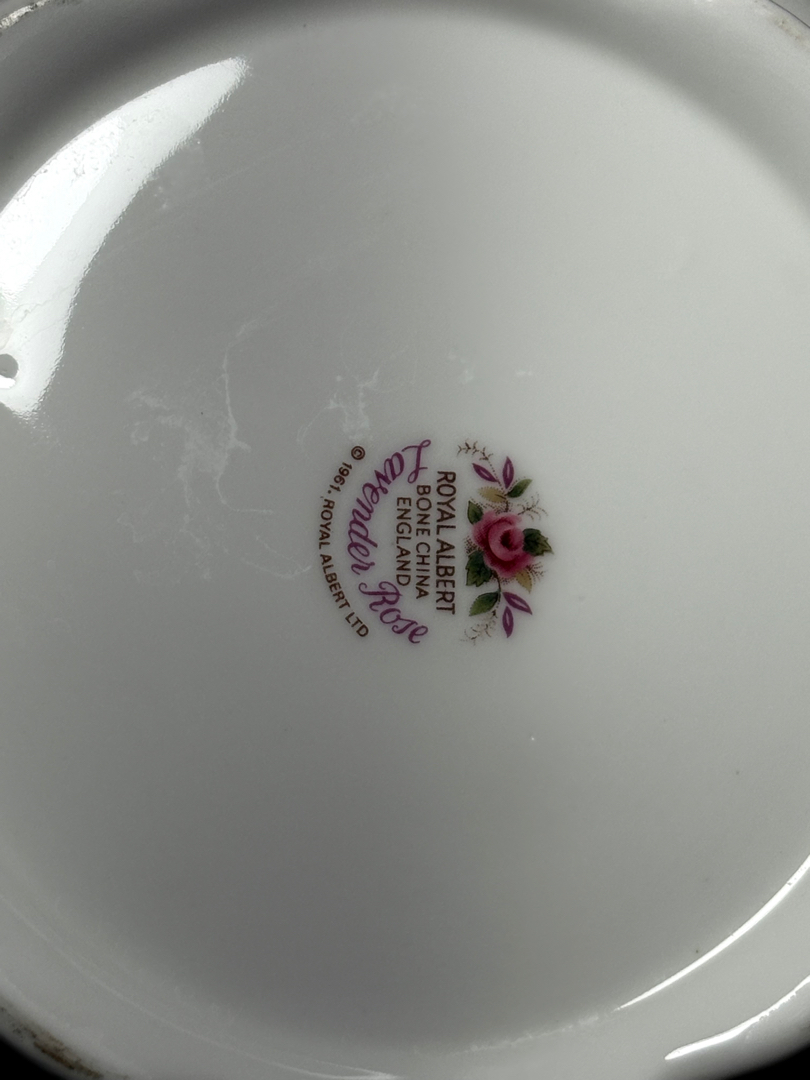 ROYAL ALBERT
BONE CHINA
ENGLAND
Lavender Rose
© 1961. ROYAL ALBERT LTD